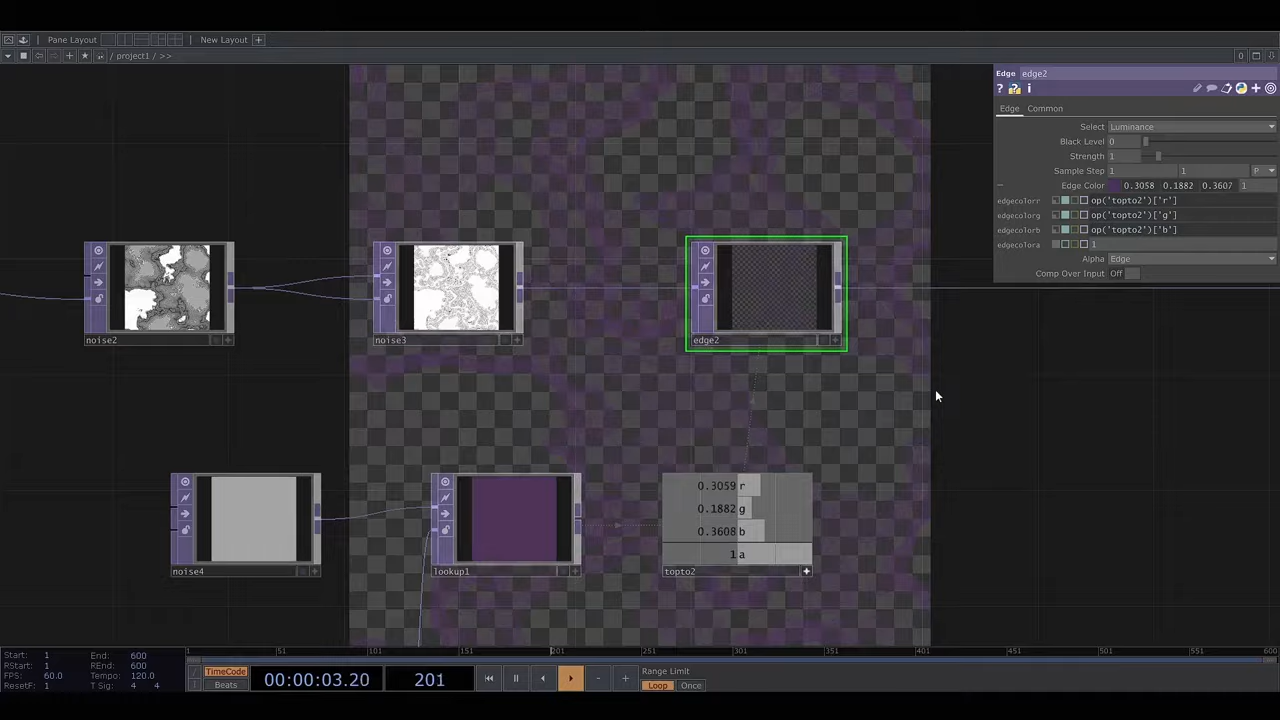 Pane Layout
New Layout
/ project1 / >>
0
Edge edge2
? i
Edge Common
Select Luminance
Black Level 0
Strength 1
Sample Step 1 1 P
Edge Color 0.3058 0.1882 0.3607 1
edgecolorr op('topto2')['r']
edgecolorg op('topto2')['g']
edgecolorb op('topto2')['b']
edgecolora 1
Alpha Edge
Comp Over Input Off
noise2
noise3
edge2
0.3059 r
0.1882 g
0.3608 b
1 a
noise4
lookup1
topto2
Start: 1 End: 600
RStart: 1 REnd: 600
FPS: 60.0 Tempo: 120.0
ResetF: 1 T Sig: 4 4
1 51 101 151 201 251 301 351 401 451 501 551 600
TimeCode
Beats
00:00:03.20
201
Range Limit
Loop Once